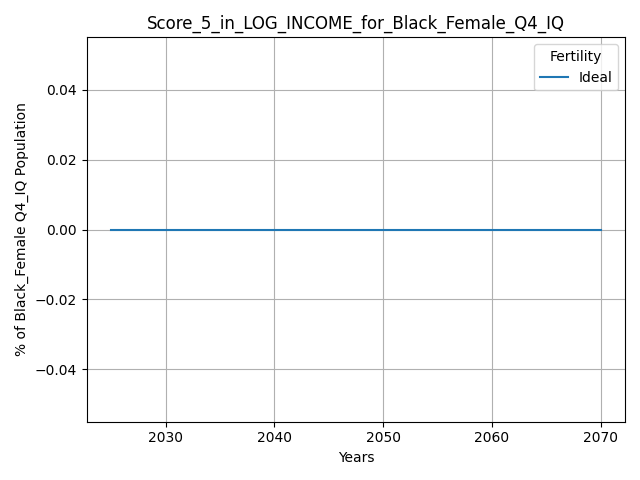 Score_5_in_LOG_INCOME_for_Black_Female_Q4_IQ
Fertility
Ideal
% of Black_Female Q4_IQ Population
0.04
0.02
0.00
−0.02
−0.04
2030 2040 2050 2060 2070
Years